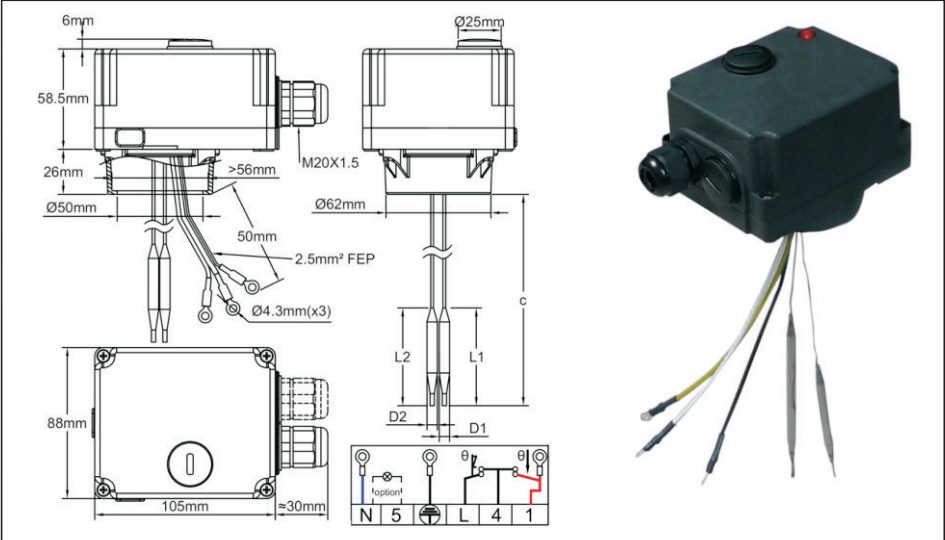 6mm
58.5mm
26mm
Ø50mm
>56mm
M20X1.5
50mm
2.5mm² FEP
Ø4.3mm(x3)
Ø25mm
Ø62mm
c
L2
L1
D2
D1
88mm
105mm
≈30mm
θ
θ
option
N 5 L 4 1